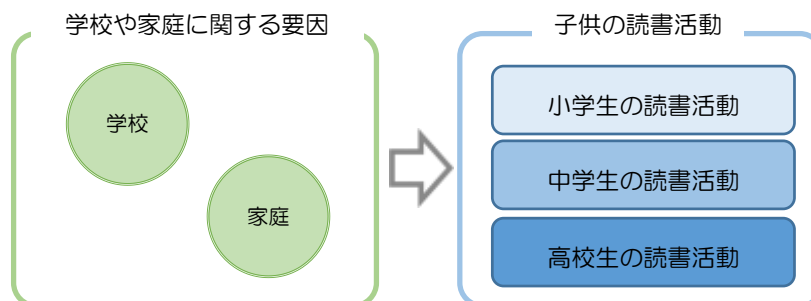 学校や家庭に関する要因
学校
家庭
子供の読書活動
小学生の読書活動
中学生の読書活動
高校生の読書活動